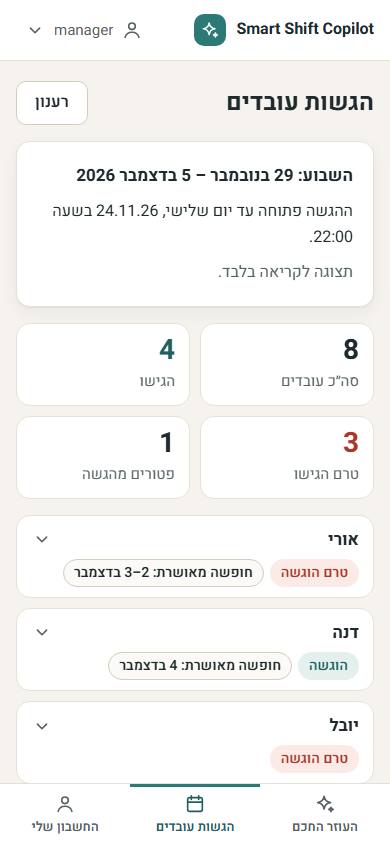 Smart Shift Copilot
manager
הגשות עובדים
רענון
השבוע: 29 בנובמבר – 5 בדצמבר 2026
ההגשה פתוחה עד יום שלישי, 24.11.26 בשעה
22:00.
תצוגה לקריאה בלבד.
8
סה״כ עובדים
4
הגישו
3
טרם הגישו
1
פטורים מהגשה
אורי
טרם הוגשה
חופשה מאושרת: 2–3 בדצמבר
דנה
הוגשה
חופשה מאושרת: 4 בדצמבר
יובל
טרם הוגשה
העוזר החכם
הגשות עובדים
החשבון שלי